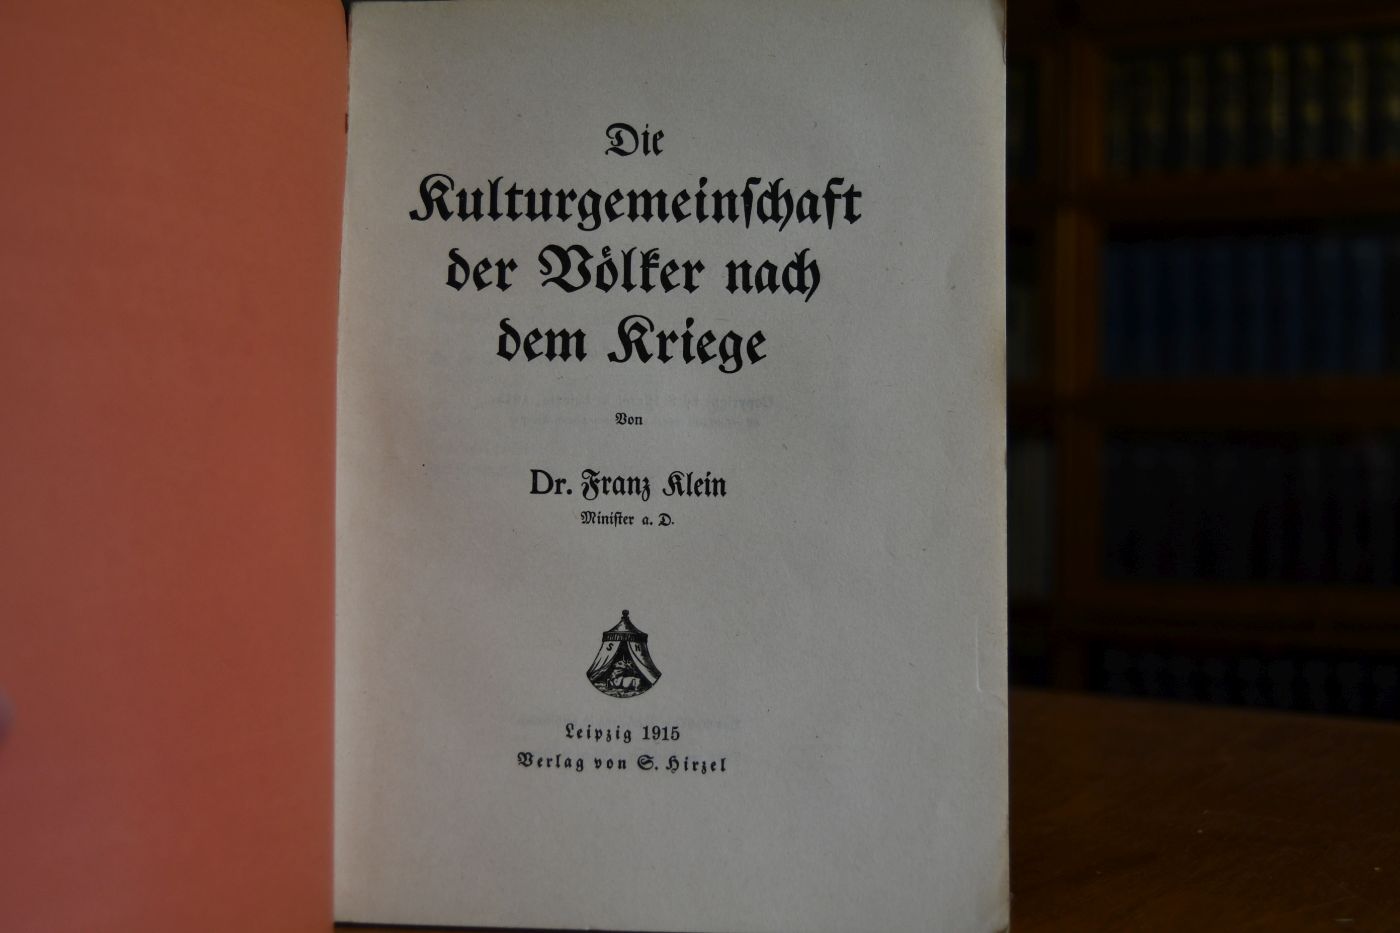 Die
Kulturgemeinſchaft
der Völker nach
dem Kriege
Von
Dr. Franz Klein
Miniſter a. D.
S H
Leipzig 1915
Verlag von S. Hirzel